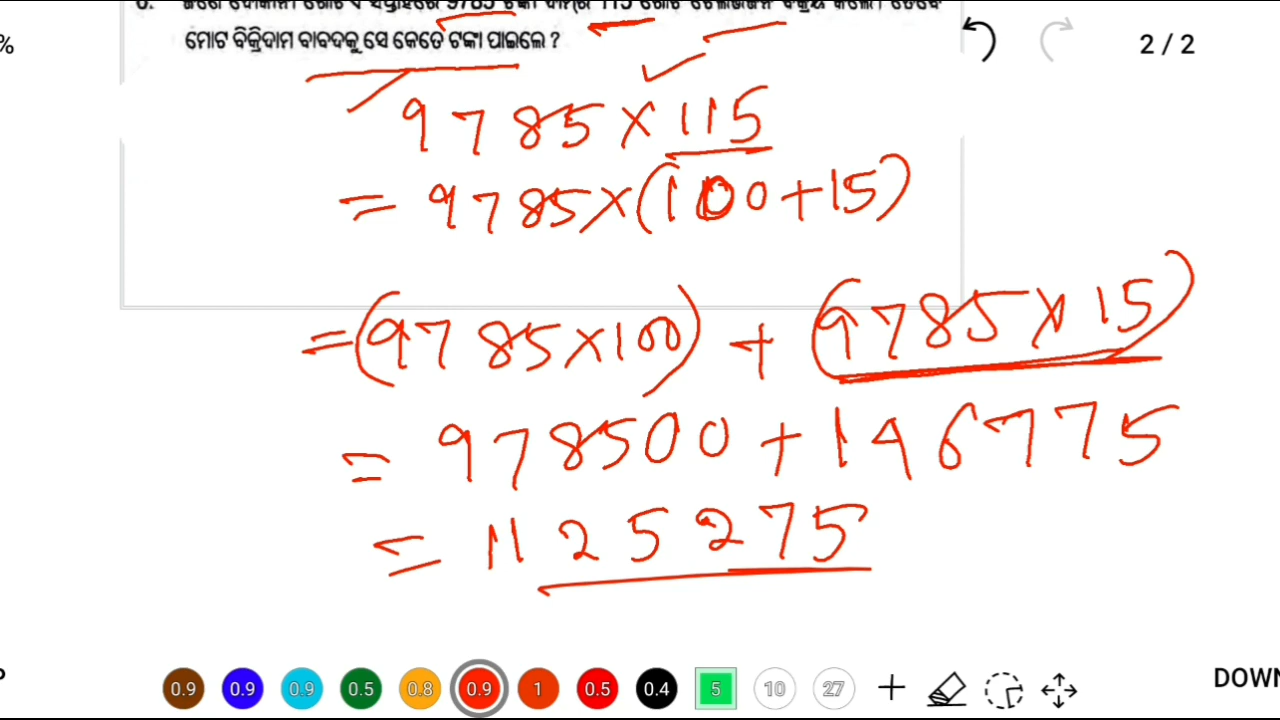 ମୋଟ ବିକ୍ରିଦାମ ବାବଦକୁ ସେ କେତେ ଟଙ୍କା ପାଇଲେ ?
%
2 / 2
9785 × 115
= 9785 × (100 + 15)
= (9785 × 100) + (9785 × 15)
= 978500 + 146775
= 1125275
0.9 0.9 0.9 0.5 0.8 0.9 1 0.5 0.4 5 10 27 +